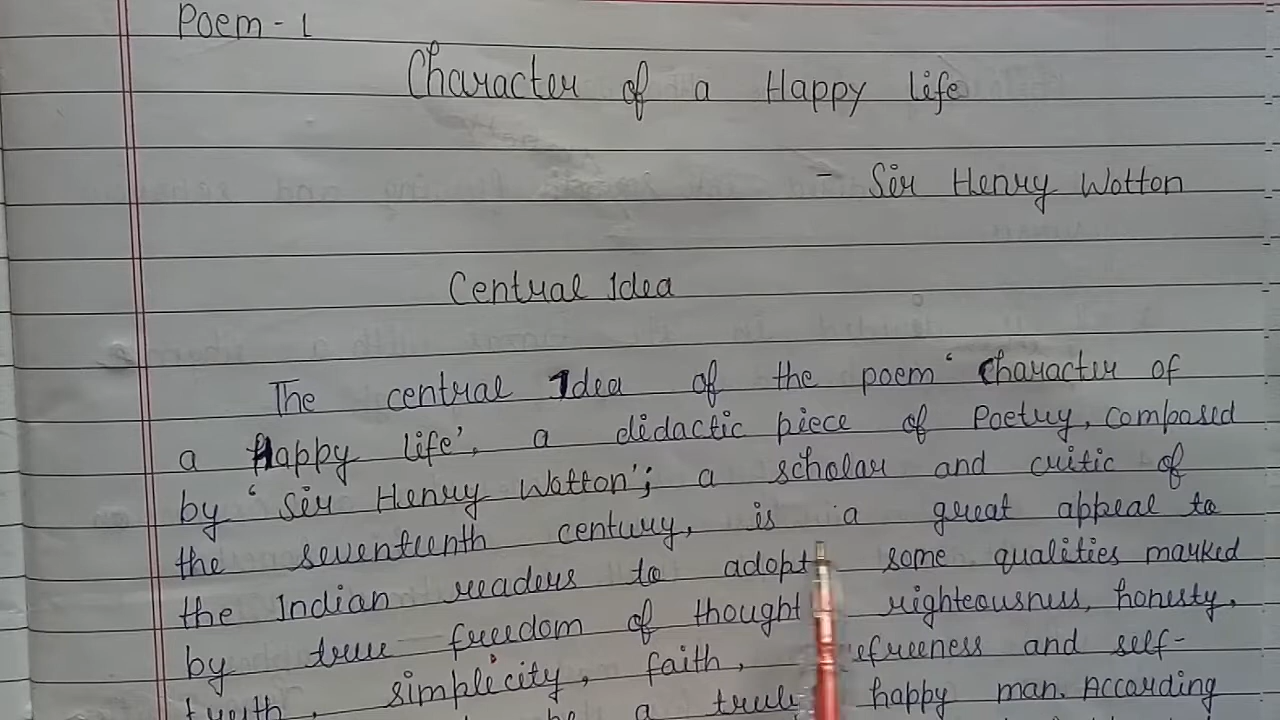 Poem - 1
Character of a Happy life
- Sir Henry Wotton
Central Idea
The central Idea of the poem 'Character of
a Happy life', a didactic piece of Poetry, composed
by 'Sir Henry Wotton'; a scholar and critic of
the seventeenth century, is a great appeal to
the Indian readers to adopt some qualities marked
by true freedom of thought righteousness, honesty,
truth, simplicity, faith, and self-
a truly happy man. According